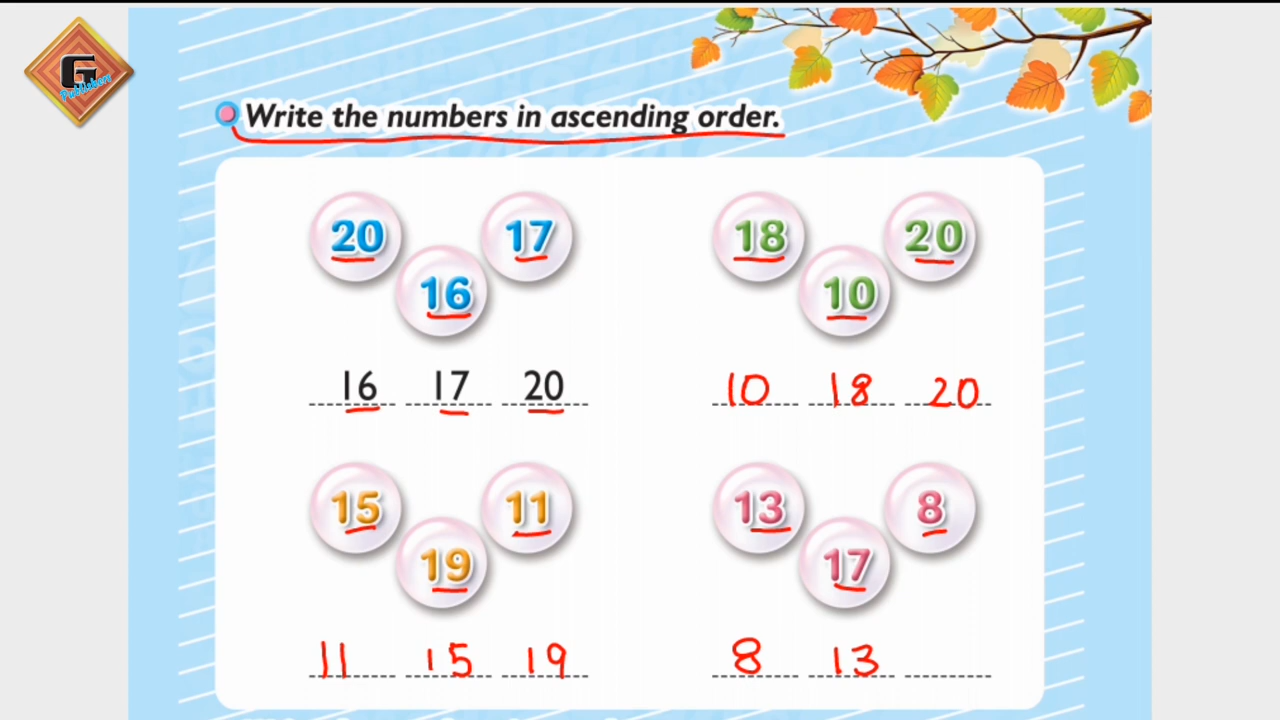 G
Publisher
Write the numbers in ascending order.
20 17 18 20
16 10
16 17 20 10 18 20
15 11 13 8
19 17
11 15 19 8 13